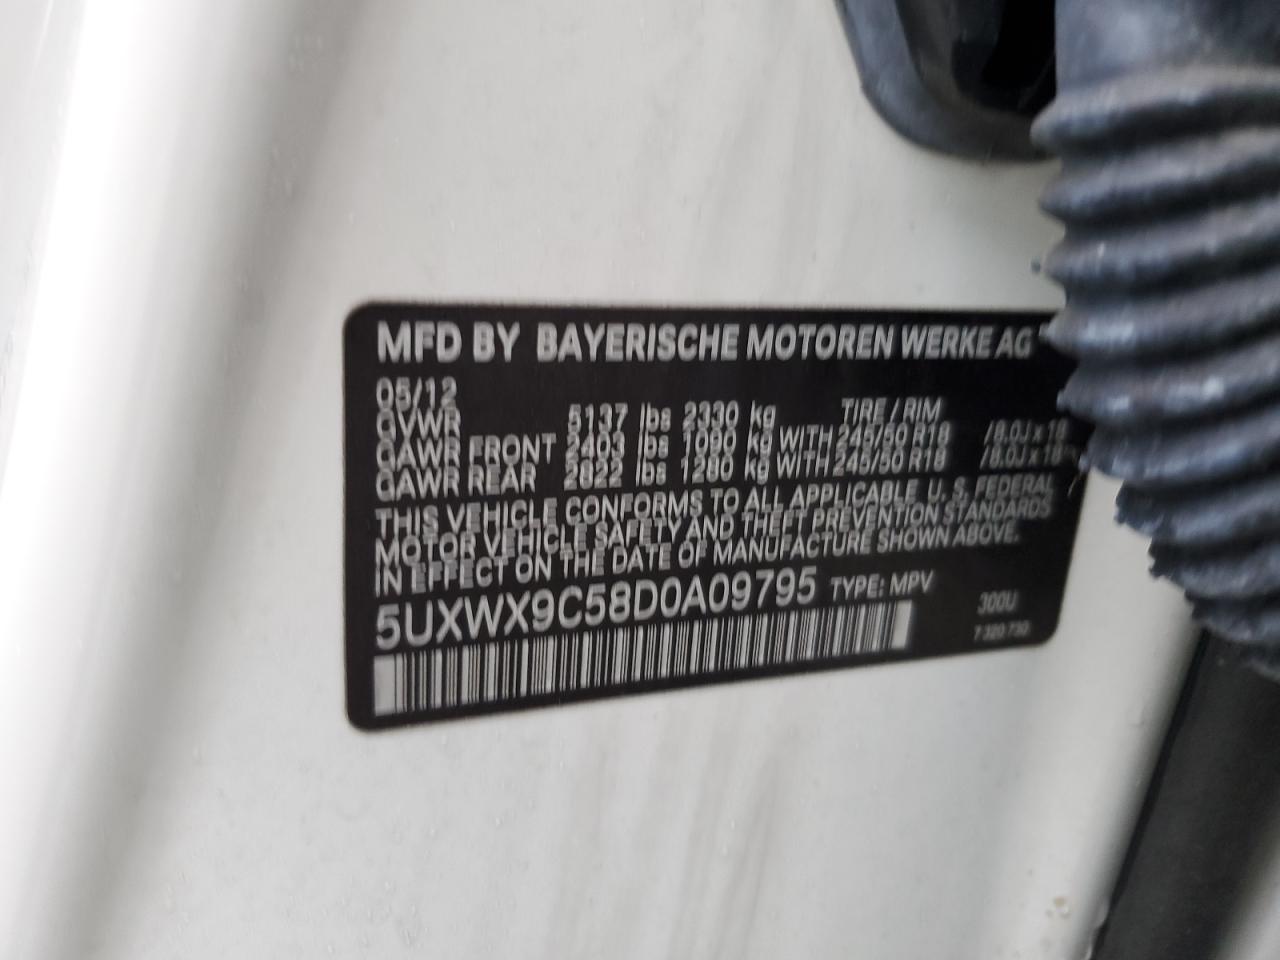 MFD BY BAYERISCHE MOTOREN WERKE AG
05/12
GVWR 5137 lbs 2330 kg TIRE / RIM
GAWR FRONT 2403 lbs 1090 kg WITH 245/50 R18 /8.0J x 18
GAWR REAR 2822 lbs 1280 kg WITH 245/50 R18 /8.0J x 18
THIS VEHICLE CONFORMS TO ALL APPLICABLE U. S. FEDERAL
MOTOR VEHICLE SAFETY AND THEFT PREVENTION STANDARDS
IN EFFECT ON THE DATE OF MANUFACTURE SHOWN ABOVE.
5UXWX9C58D0A09795 TYPE: MPV
300U
7 320 730